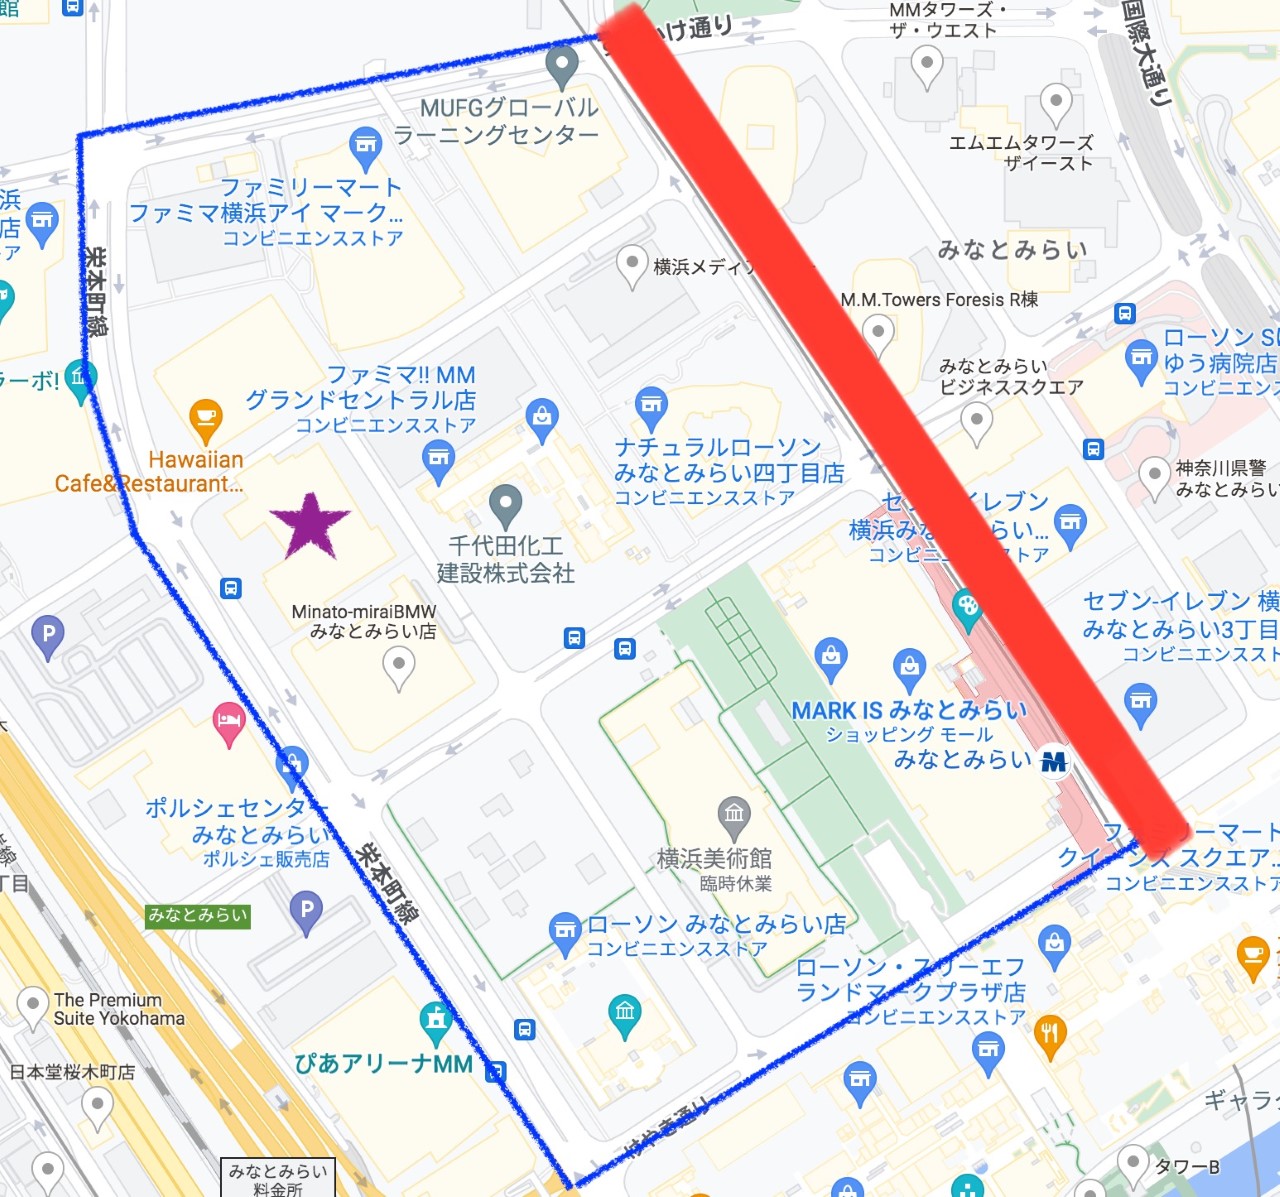 館
MMタワーズ・
ザ・ウエスト
国際大通り
け通り
MUFGグローバル
ラーニングセンター
エムエムタワーズ
ザイースト
ファミリーマート
ファミマ横浜アイ マーク...
コンビニエンスストア
浜
店
ア
みなとみらい
栄本町線
横浜メディア
M.M.Towers Foresis R棟
ローソン
ゆう病院店
コンビニエンス
みなとみらい
ビジネススクエア
ラーボ!
ファミマ!! MM
グランドセントラル店
コンビニエンスストア
ナチュラルローソン
みなとみらい四丁目店
コンビニエンスストア
Hawaiian
Cafe&Restaurant...
神奈川県警
みなとみらい
セブン イレブン
横浜みな らい...
コンビニ ストア
千代田化工
建設株式会社
Minato-miraiBMW
みなとみらい店
セブン-イレブン 横
みなとみらい3丁目
コンビニエンススト
P
MARK IS みなとみらい
ショッピング モール
みなとみらい
ポルシェセンター
みなとみらい
ポルシェ販売店
ファミリーマート
クイーンズ スクエア...
コンビニエンスストア
横浜美術館
臨時休業
栄本町線
丁目
みなとみらい
P
ローソン みなとみらい店
コンビニエンスストア
ローソン・スリーエフ
ランドマークプラザ店
コンビニエンスストア
The Premium
Suite Yokohama
ぴあアリーナMM
日本堂桜木町店
けやき通り
ギャラク
みなとみらい
料金所
タワーB